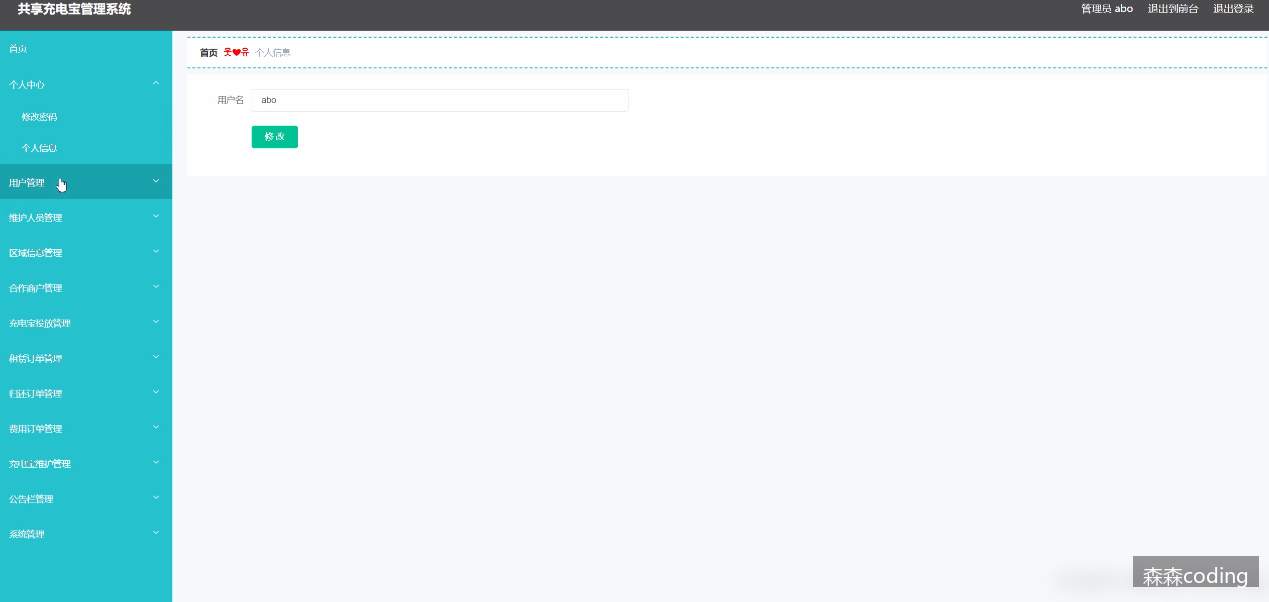 共享充电宝管理系统
管理员 abo 退出到前台 退出登录
首页
个人中心
修改密码
个人信息
用户管理
维护人员管理
区域信息管理
合作商户管理
充电宝投放管理
租赁订单管理
归还订单管理
费用订单管理
充电宝维护管理
公告栏管理
系统管理
首页 웃❤유 个人信息
用户名 abo
修改
森森coding